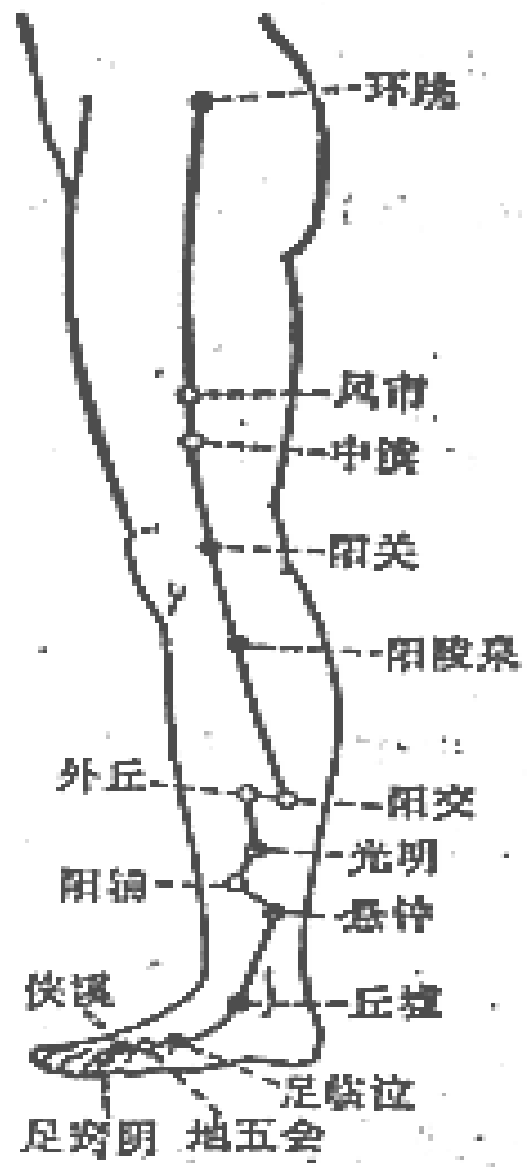 环跳
风市
中渎
阳关
阳陵泉
外丘
阳交
光明
阳辅
悬钟
侠溪
丘墟
足临泣
足窍阴 地五会